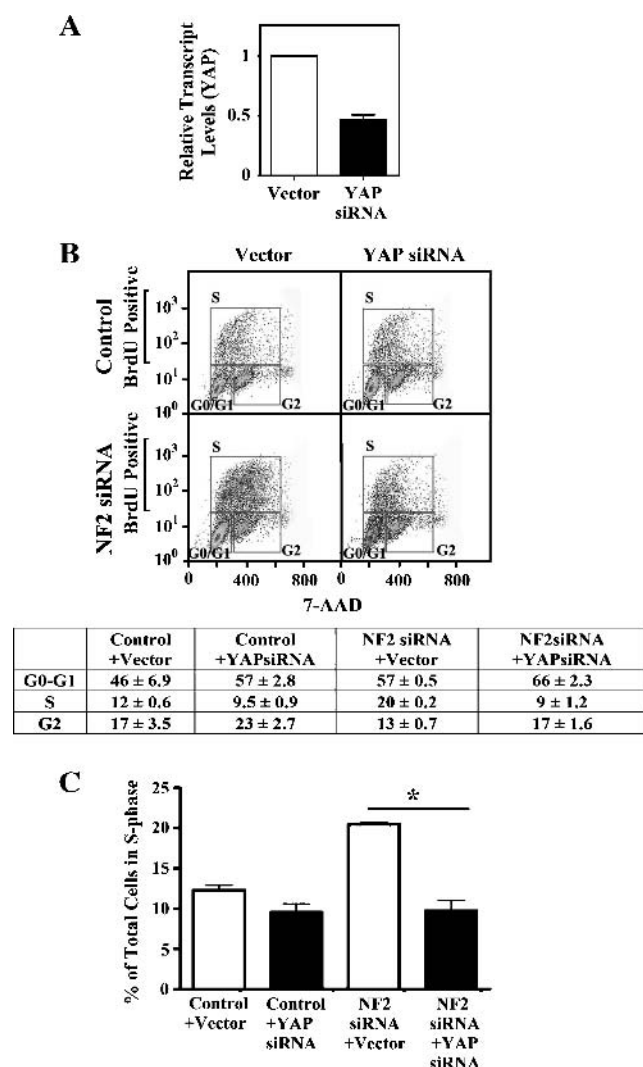 A
Relative Transcript
Levels (YAP)
1
0.5
0
Vector
YAP
siRNA
B
Vector
YAP siRNA
Control
BrdU Positive
10³
10²
10¹
10⁰
S
G0/G1
G2
S
G0/G1
G2
NF2 siRNA
BrdU Positive
10³
10²
10¹
10⁰
S
G0/G1
G2
S
G0/G1
G2
0 400 800
0 400 800
7-AAD
Control +Vector Control +YAPsiRNA NF2 siRNA +Vector NF2siRNA +YAPsiRNA
G0-G1 46 ± 6.9 57 ± 2.8 57 ± 0.5 66 ± 2.3
S 12 ± 0.6 9.5 ± 0.9 20 ± 0.2 9 ± 1.2
G2 17 ± 3.5 23 ± 2.7 13 ± 0.7 17 ± 1.6
C
% of Total Cells in S-phase
25
20
15
10
5
0
*
Control
+Vector
Control
+YAP
siRNA
NF2
siRNA
+Vector
NF2
siRNA
+YAP
siRNA